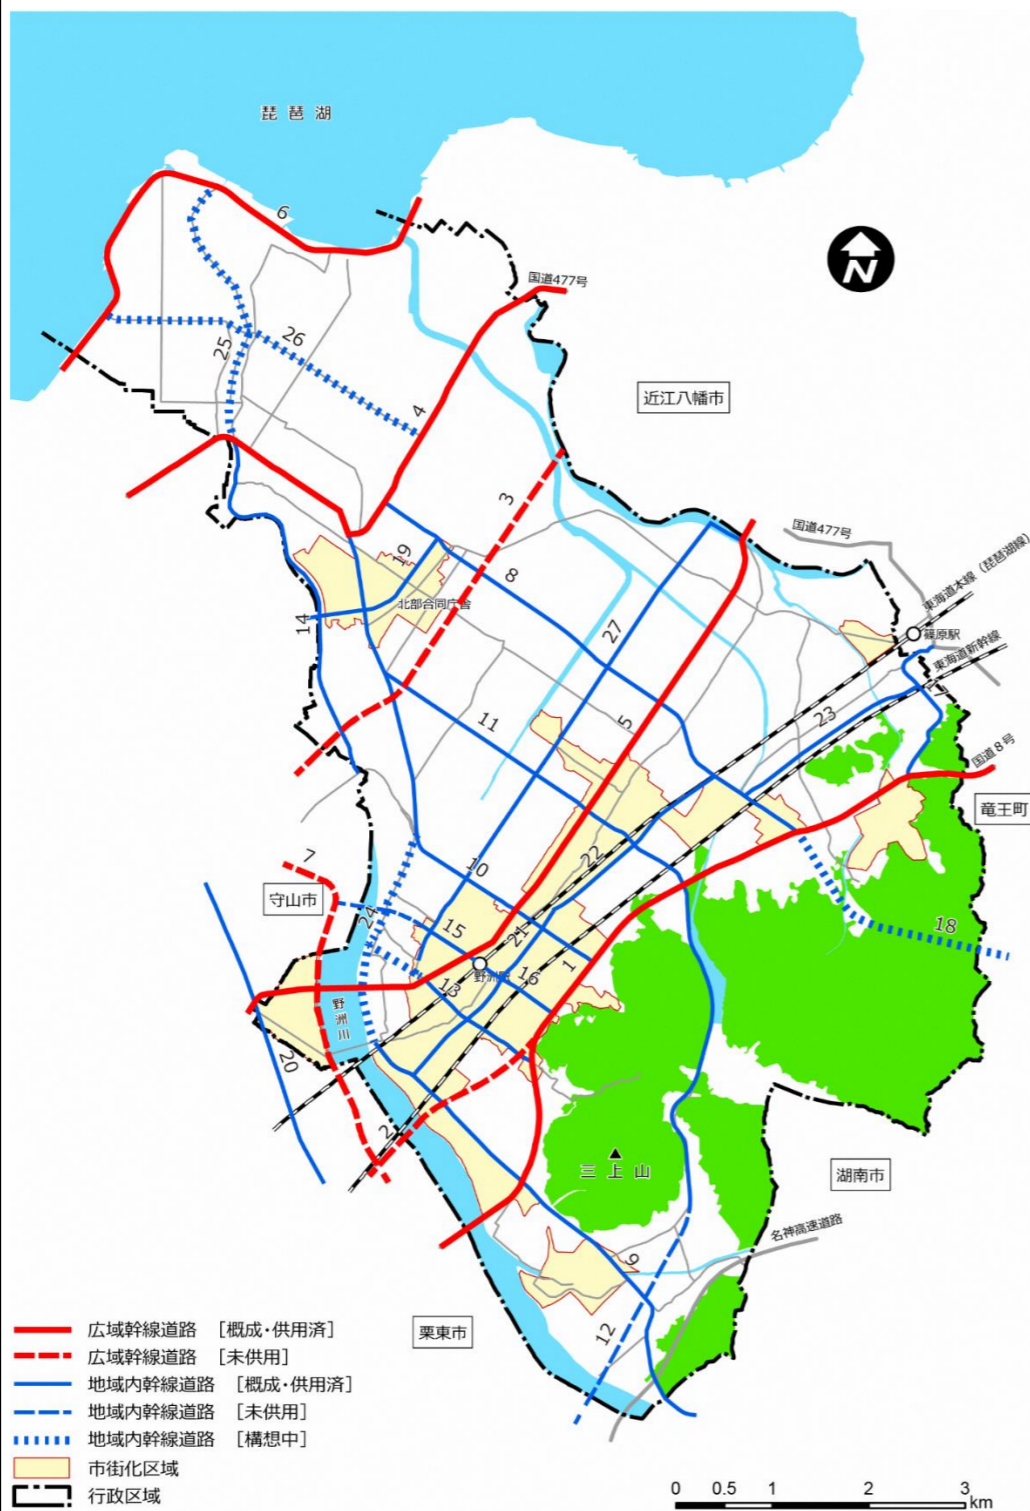 琵琶湖
6
N
国道477号
近江八幡市
26
25
4
3
国道477号
東海道本線（琵琶湖線）
篠原駅
東海道新幹線
19
8
北部合同庁舎
14
27
17
23
11
5
国道8号
竜王町
22
10
7
守山市
24
15
21
18
野洲駅
16
1
13
野洲川
20
2
三上山
湖南市
名神高速道路
9
12
栗東市
広域幹線道路 ［概成・供用済］
広域幹線道路 ［未供用］
地域内幹線道路 ［概成・供用済］
地域内幹線道路 ［未供用］
地域内幹線道路 ［構想中］
市街化区域
行政区域
0 0.5 1 2 3
km